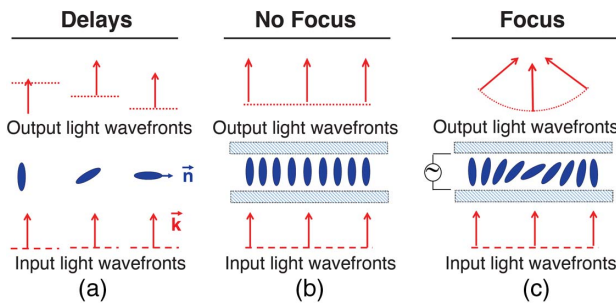 Delays
No Focus
Focus
Output light wavefronts
Output light wavefronts
Output light wavefronts
n
k
~
Input light wavefronts
Input light wavefronts
Input light wavefronts
(a)
(b)
(c)